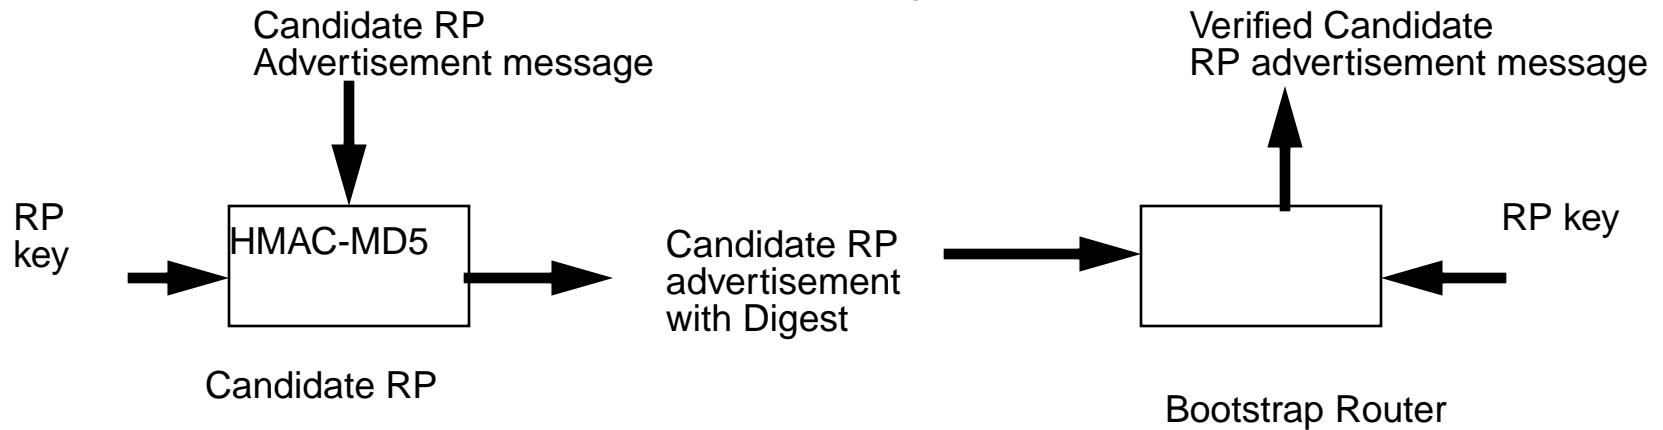 Candidate RP
Advertisement message
Verified Candidate
RP advertisement message
RP
key
HMAC-MD5
Candidate RP
advertisement
with Digest
RP key
Candidate RP
Bootstrap Router